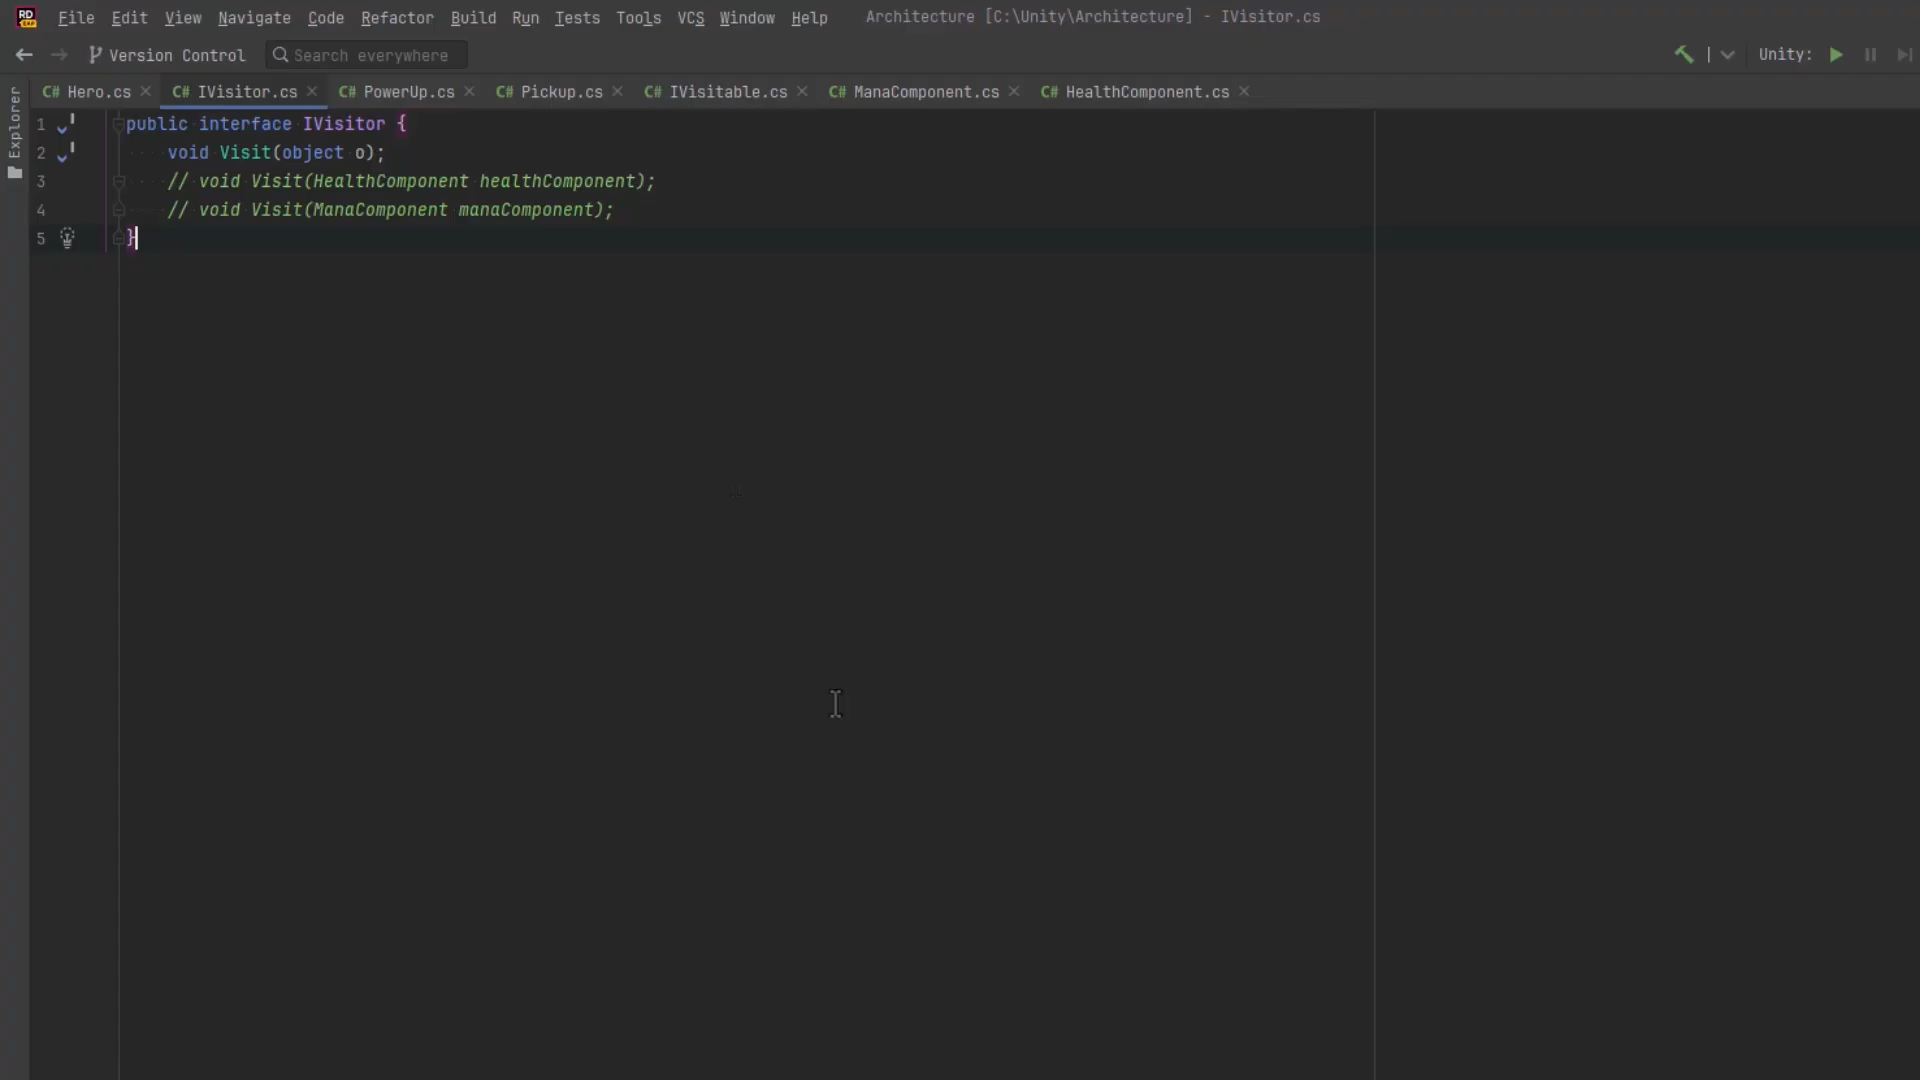 RD File Edit View Navigate Code Refactor Build Run Tests Tools VCS Window Help Architecture [C:\Unity\Architecture] - IVisitor.cs
Version Control Search everywhere Unity:
C# Hero.cs C# IVisitor.cs C# PowerUp.cs C# Pickup.cs C# IVisitable.cs C# ManaComponent.cs C# HealthComponent.cs
Explorer
1 public interface IVisitor {
2 void Visit(object o);
3 // void Visit(HealthComponent healthComponent);
4 // void Visit(ManaComponent manaComponent);
5 }